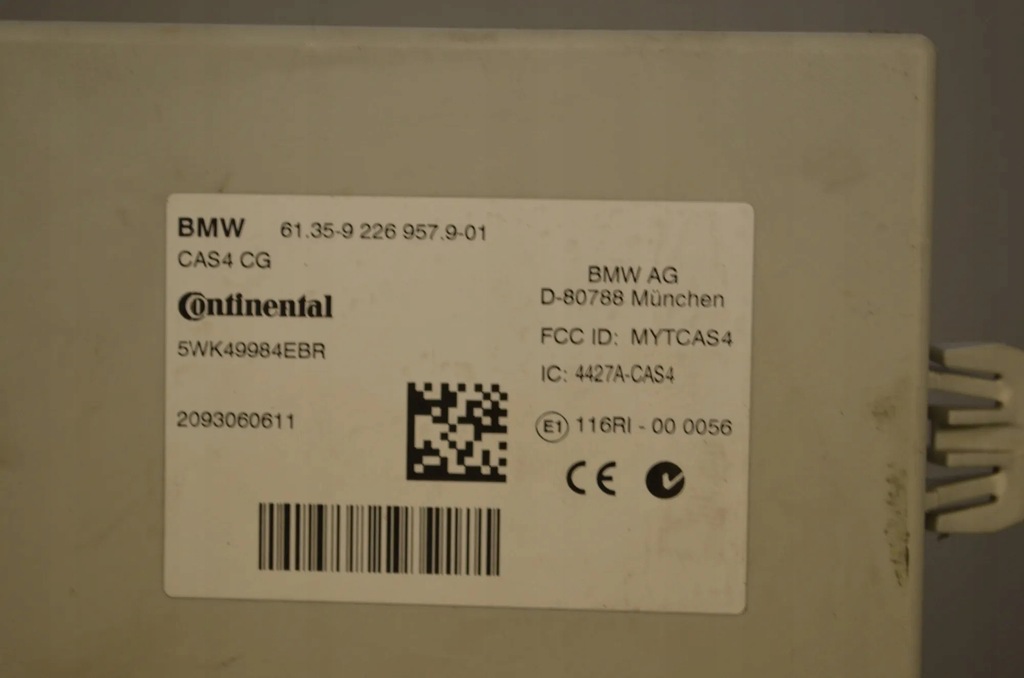 BMW 61.35-9 226 957.9-01
CAS4 CG
Continental
5WK49984EBR
2093060611
BMW AG
D-80788 München
FCC ID: MYTCAS4
IC: 4427A-CAS4
E1 116RI - 00 0056
CE